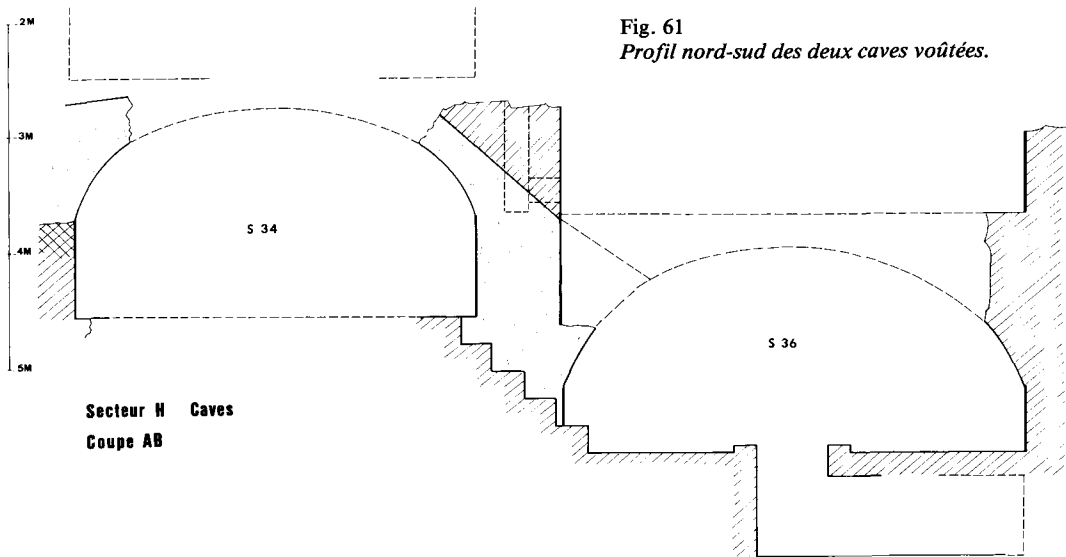 Fig. 61
Profil nord-sud des deux caves voûtées.
2M
3M
4M
5M
S 34
S 36
Secteur H Caves
Coupe AB